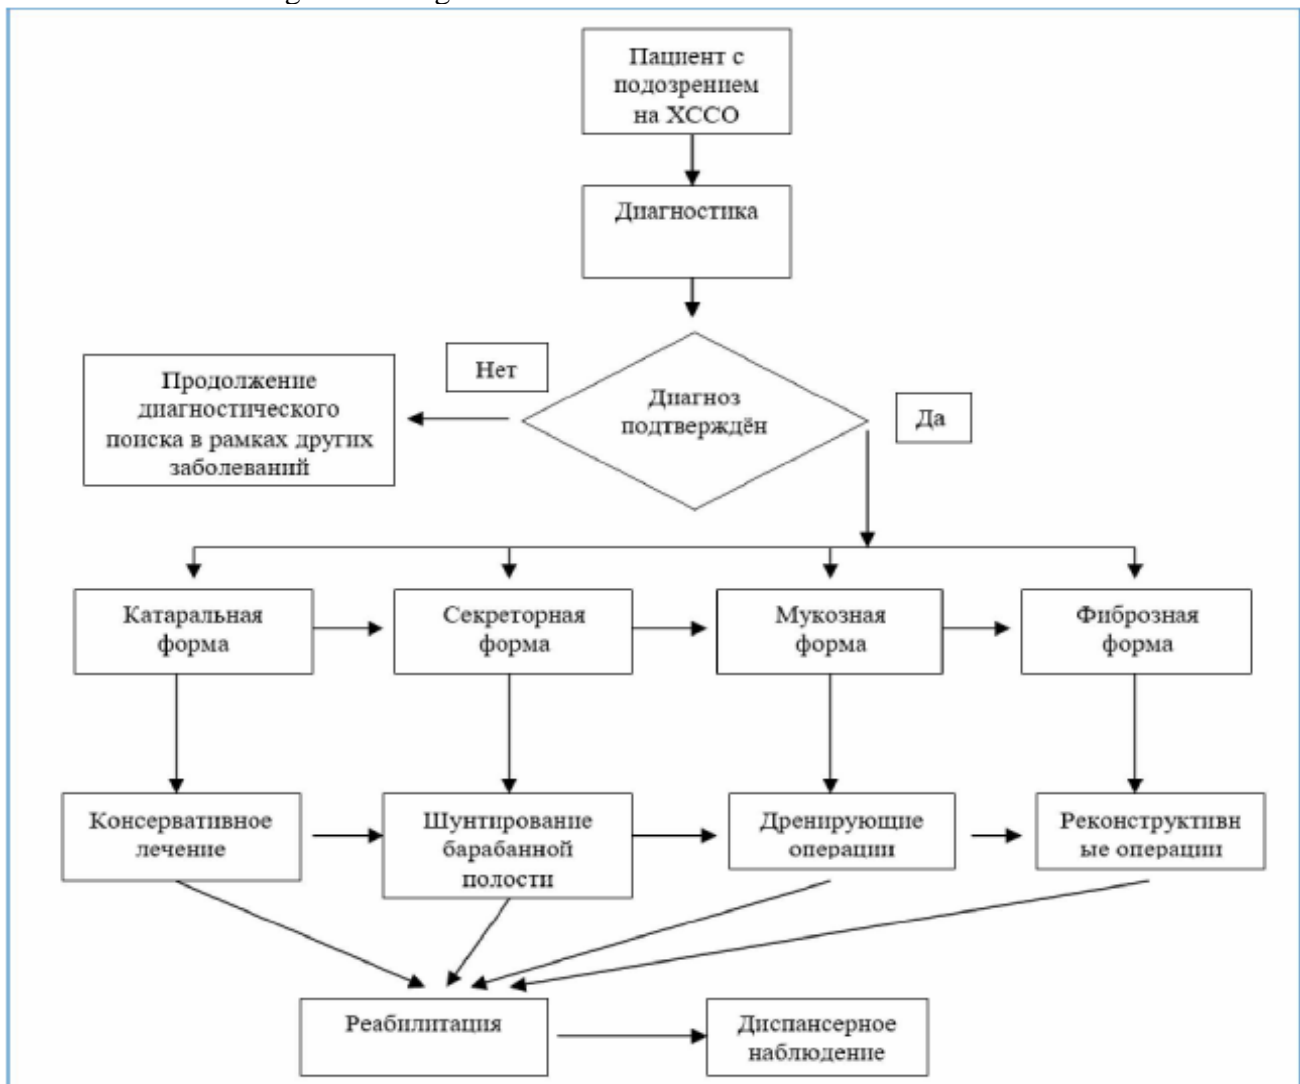 Пациент с
подозрением
на ХССО
Диагностика
Нет
Продолжение
диагностического
поиска в рамках других
заболеваний
Диагноз
подтверждён
Да
Катаральная
форма
Секреторная
форма
Мукозная
форма
Фиброзная
форма
Консервативное
лечение
Шунтирование
барабанной
полости
Дренирующие
операции
Реконструктивн
ые операции
Реабилитация
Диспансерное
наблюдение